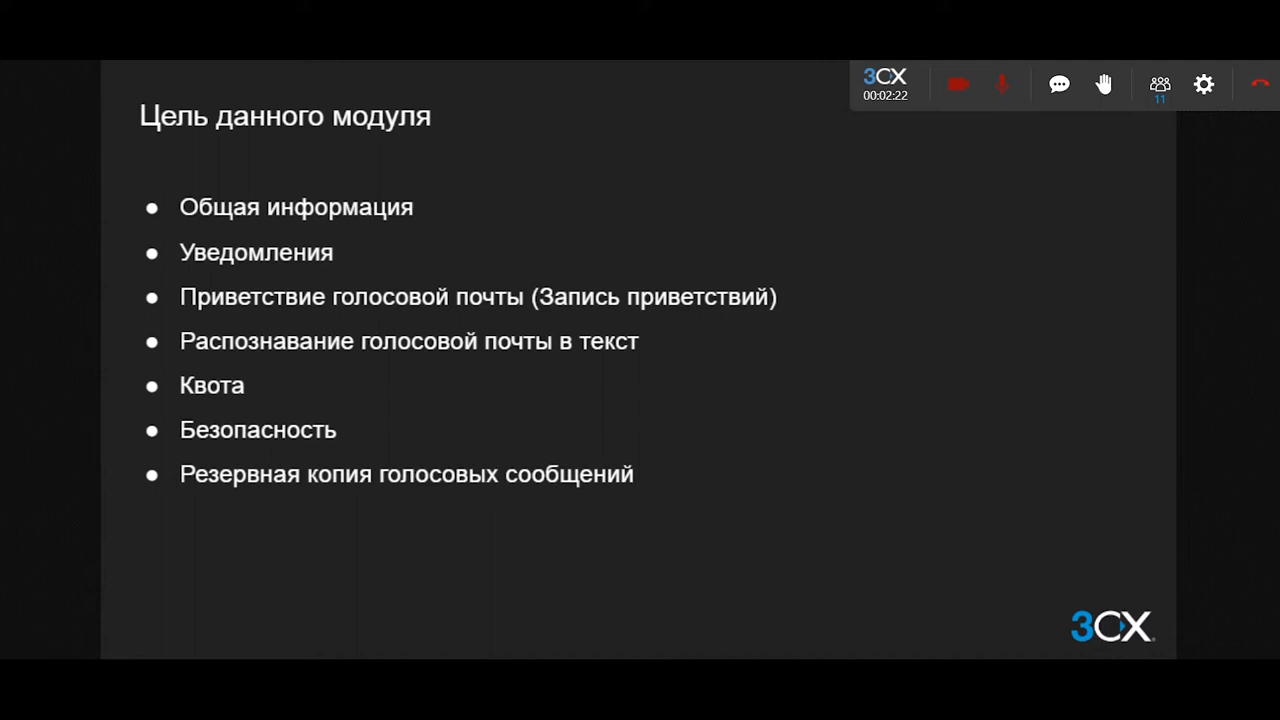 3CX
00:02:22
11
Цель данного модуля
● Общая информация
● Уведомления
● Приветствие голосовой почты (Запись приветствий)
● Распознавание голосовой почты в текст
● Квота
● Безопасность
● Резервная копия голосовых сообщений
3CX